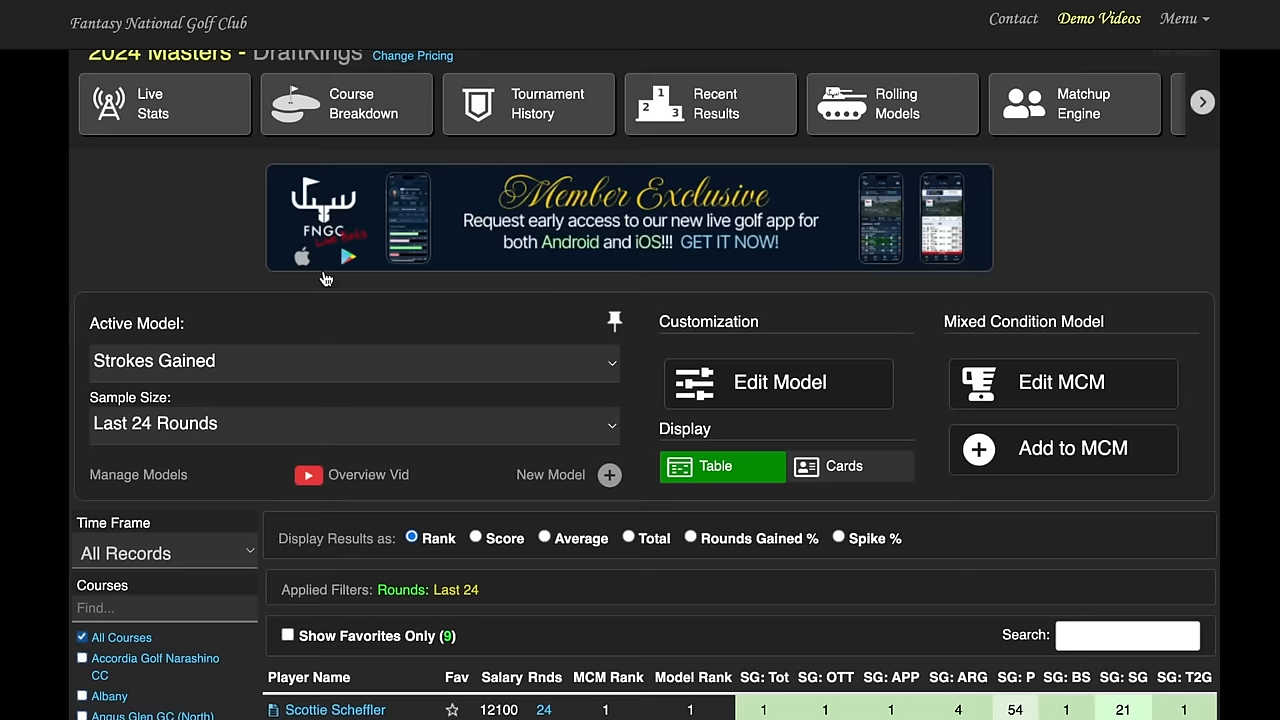 Fantasy National Golf Club
Contact
Demo Videos
Menu
2024 Masters - DraftKings Change Pricing
Live Stats
Course Breakdown
Tournament History
1 2 3
Recent Results
Rolling Models
Matchup Engine
FNGC
Member Exclusive
Request early access to our new live golf app for
both Android and iOS!!! GET IT NOW!
Active Model:
Strokes Gained
Sample Size:
Last 24 Rounds
Manage Models
Overview Vid
New Model
Customization
Edit Model
Display
Table
Cards
Mixed Condition Model
Edit MCM
Add to MCM
Time Frame
All Records
Courses
Find...
All Courses
Accordia Golf Narashino
CC
Albany
Angus Glen GC (North)
Display Results as: Rank Score Average Total Rounds Gained % Spike %
Applied Filters: Rounds: Last 24
Show Favorites Only (9)
Search:
Player Name Fav Salary Rnds MCM Rank Model Rank SG: Tot SG: OTT SG: APP SG: ARG SG: P SG: BS SG: SG SG: T2G
Scottie Scheffler 12100 24 1 1 1 1 1 4 54 1 21 1